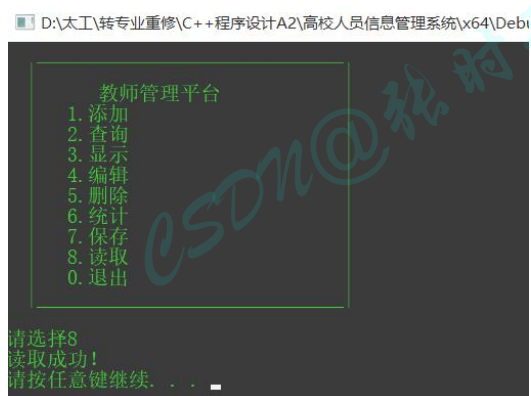 D:\太工\转专业重修\C++程序设计A2\高校人员信息管理系统\x64\Debu
教师管理平台
1.添加
2.查询
3.显示
4.编辑
5.删除
6.统计
7.保存
8.读取
0.退出
请选择8
读取成功!
请按任意键继续. . .
CSDN@张时